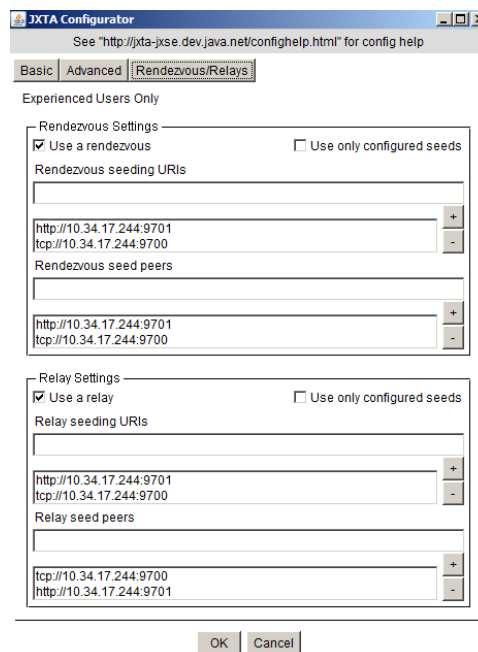 JXTA Configurator
See "http://jxta-jxse.dev.java.net/confighelp.html" for config help
Basic Advanced Rendezvous/Relays
Experienced Users Only
Rendezvous Settings
Use a rendezvous Use only configured seeds
Rendezvous seeding URIs
+
http://10.34.17.244:9701
tcp://10.34.17.244:9700
-
Rendezvous seed peers
+
http://10.34.17.244:9701
tcp://10.34.17.244:9700
-
Relay Settings
Use a relay Use only configured seeds
Relay seeding URIs
+
http://10.34.17.244:9701
tcp://10.34.17.244:9700
-
Relay seed peers
+
tcp://10.34.17.244:9700
http://10.34.17.244:9701
-
OK Cancel